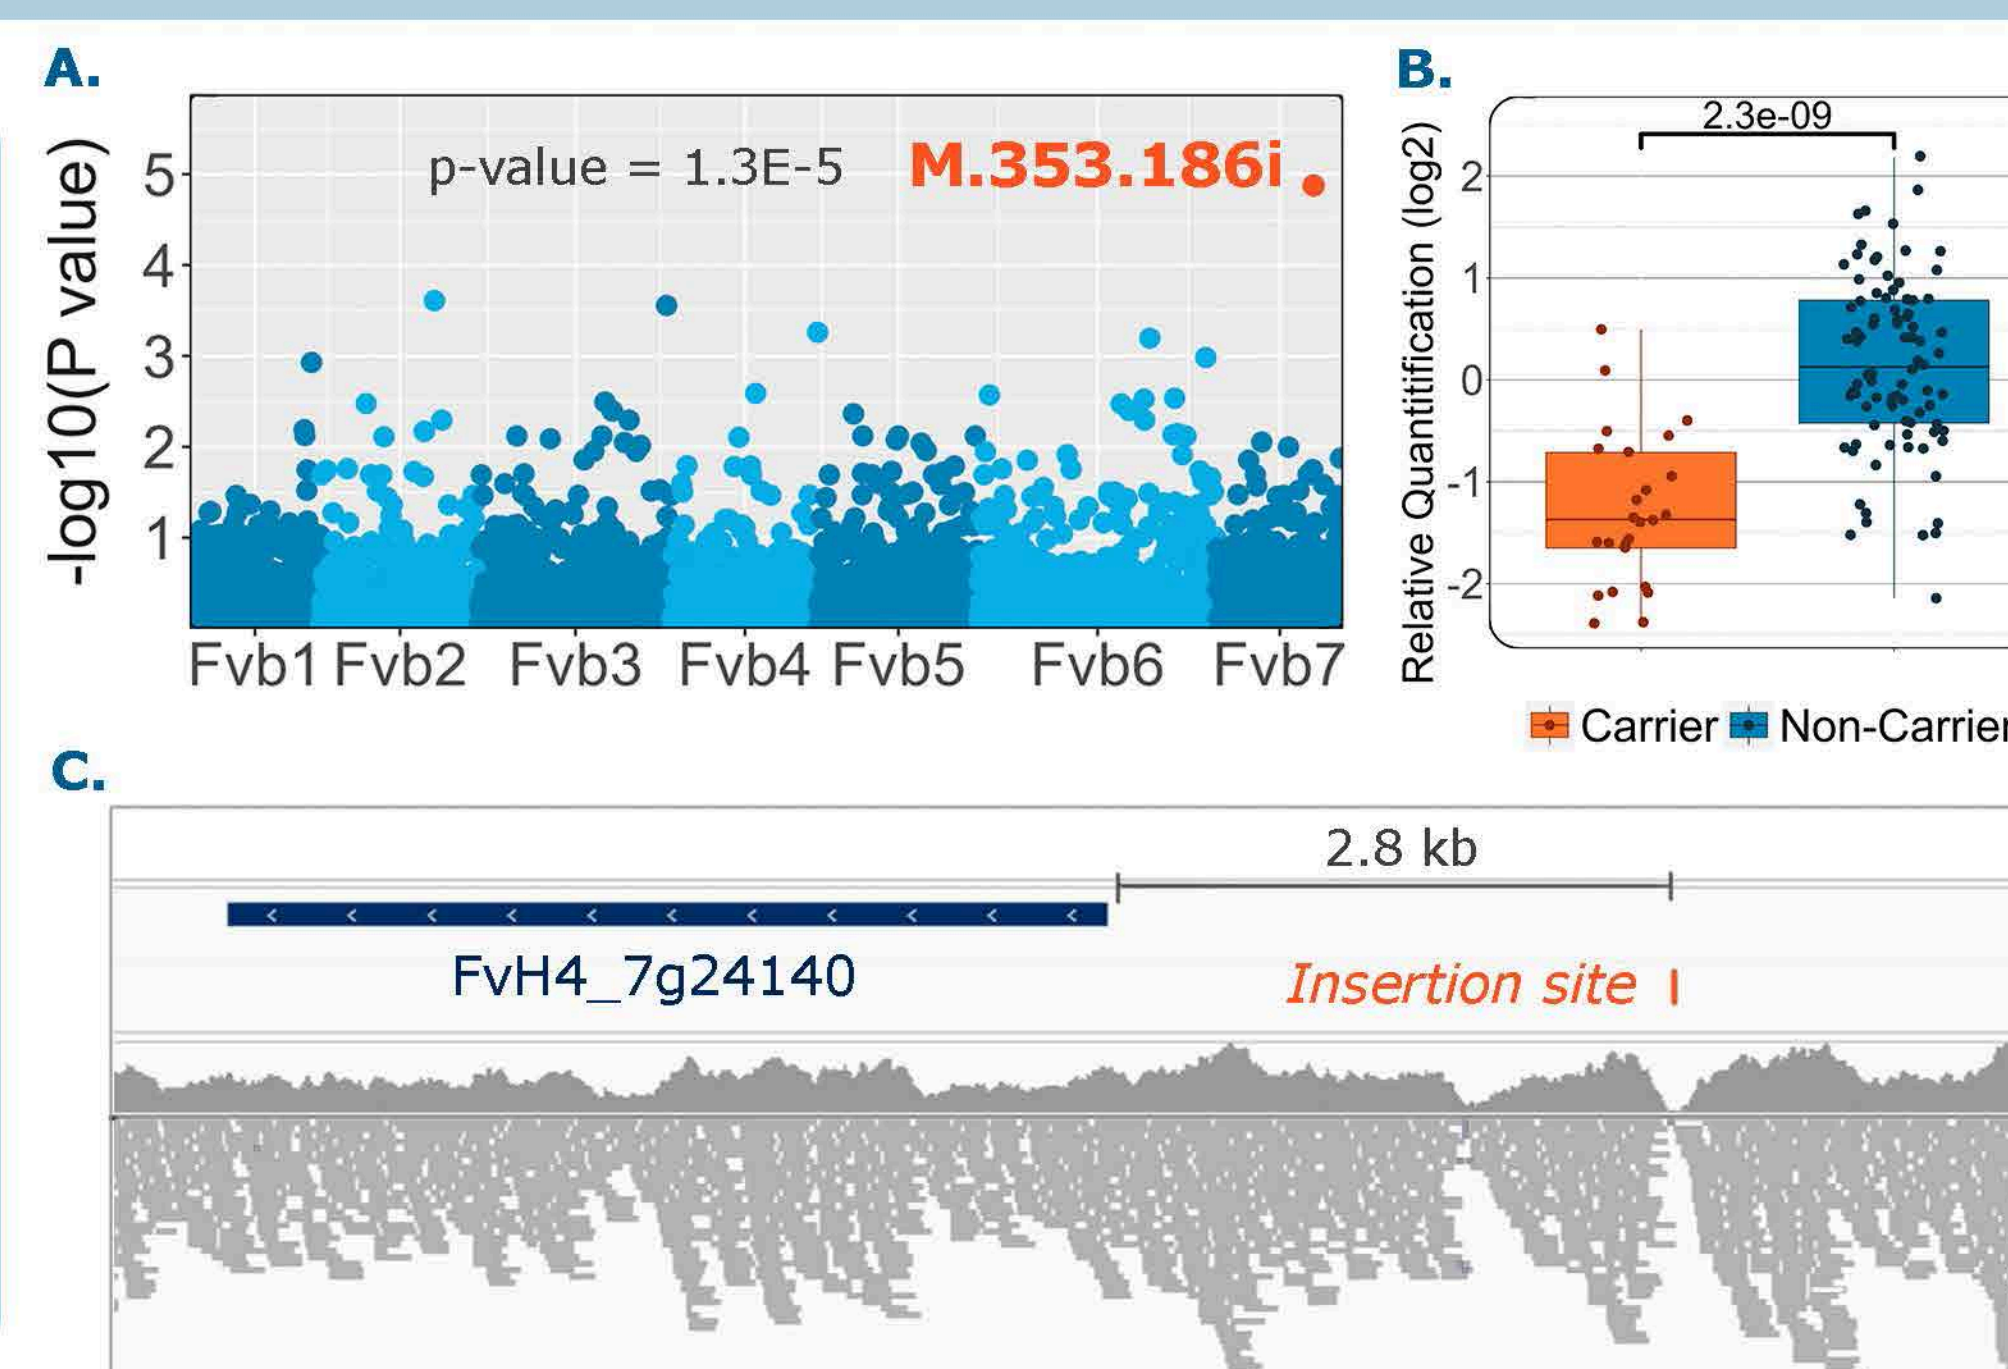 A.
-log10(P value)
5
4
3
2
1
p-value = 1.3E-5 M.353.186i
Fvb1 Fvb2 Fvb3 Fvb4 Fvb5 Fvb6 Fvb7
B.
Relative Quantitification (log2)
2
1
0
-1
-2
2.3e-09
Carrier Non-Carrier
C.
2.8 kb
FvH4_7g24140
Insertion site